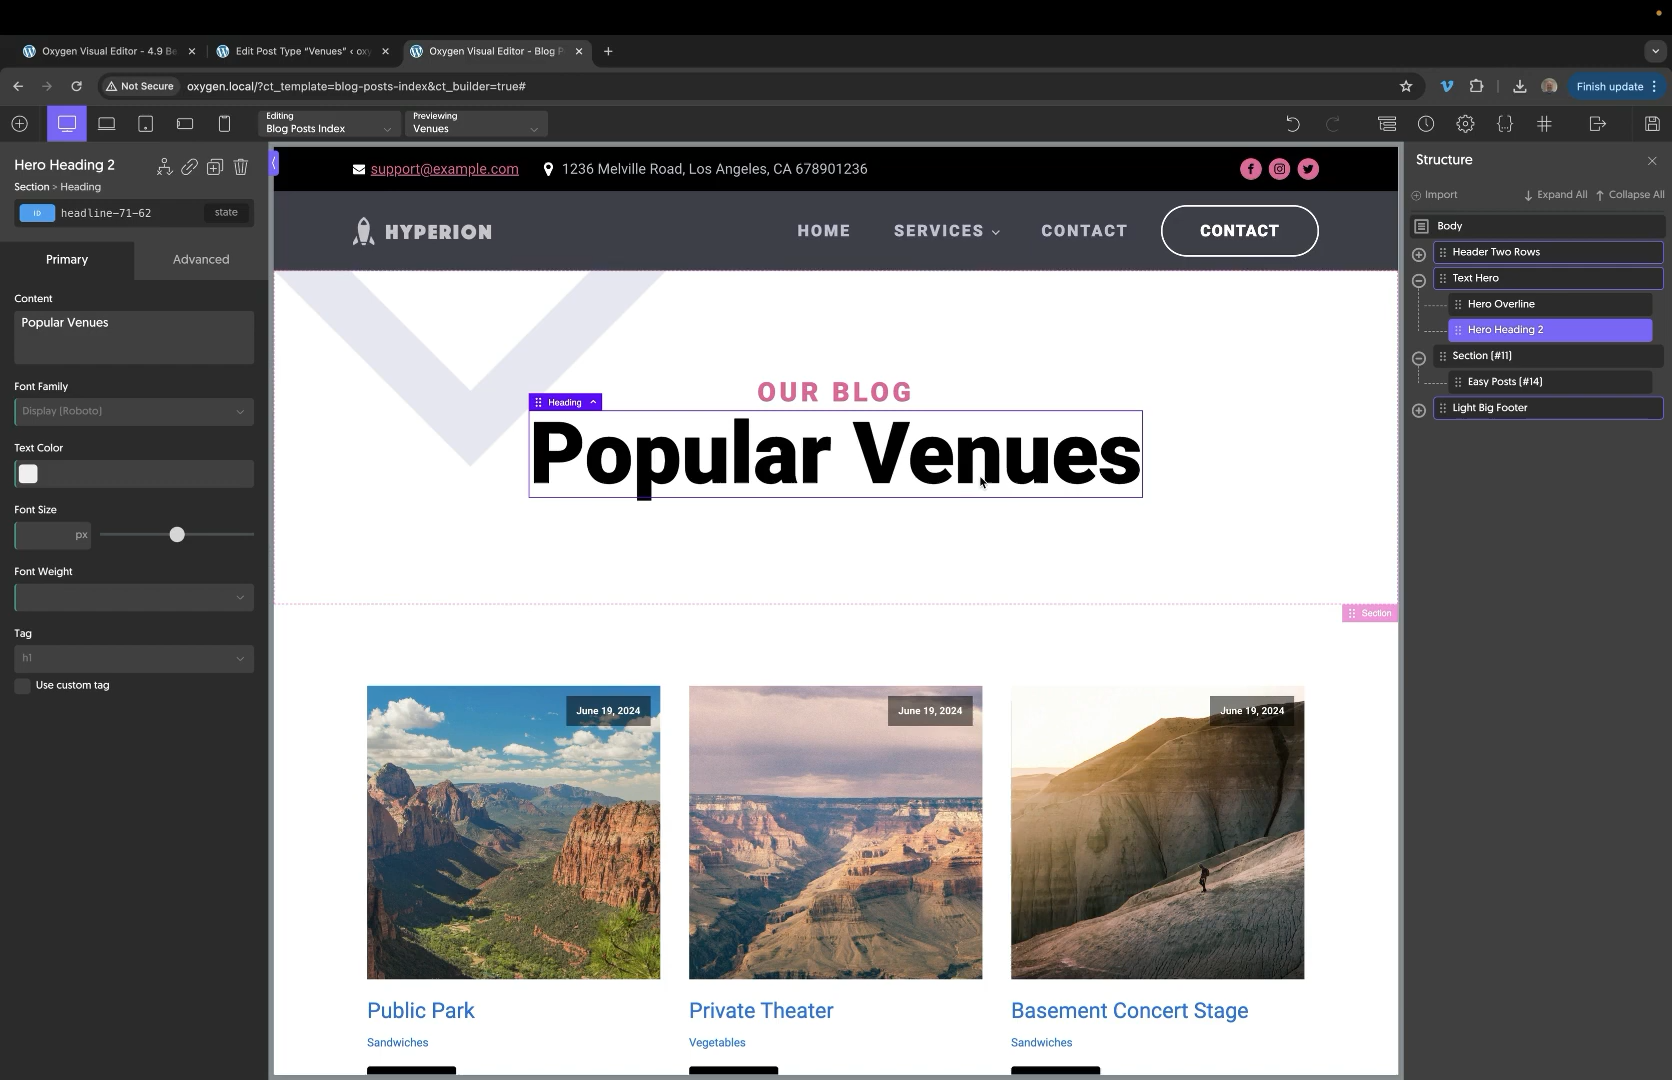 Oxygen Visual Editor - 4.9 Be
Edit Post Type “Venues” ‹ oxy
Oxygen Visual Editor - Blog P
Not Secure
oxygen.local/?ct_template=blog-posts-index&ct_builder=true#
Finish update
Editing
Blog Posts Index
Previewing
Venues
Hero Heading 2
Section > Heading
ID
headline-71-62
state
Primary
Advanced
Content
Popular Venues
Font Family
Display (Roboto)
Text Color
Font Size
px
Font Weight
Tag
h1
Use custom tag
support@example.com
1236 Melville Road, Los Angeles, CA 678901236
HYPERION
HOME
SERVICES
CONTACT
CONTACT
OUR BLOG
Heading
Popular Venues
Section
June 19, 2024
June 19, 2024
June 19, 2024
Public Park
Private Theater
Basement Concert Stage
Sandwiches
Vegetables
Sandwiches
Structure
Import
Expand All
Collapse All
Body
Header Two Rows
Text Hero
Hero Overline
Hero Heading 2
Section (#11)
Easy Posts (#14)
Light Big Footer